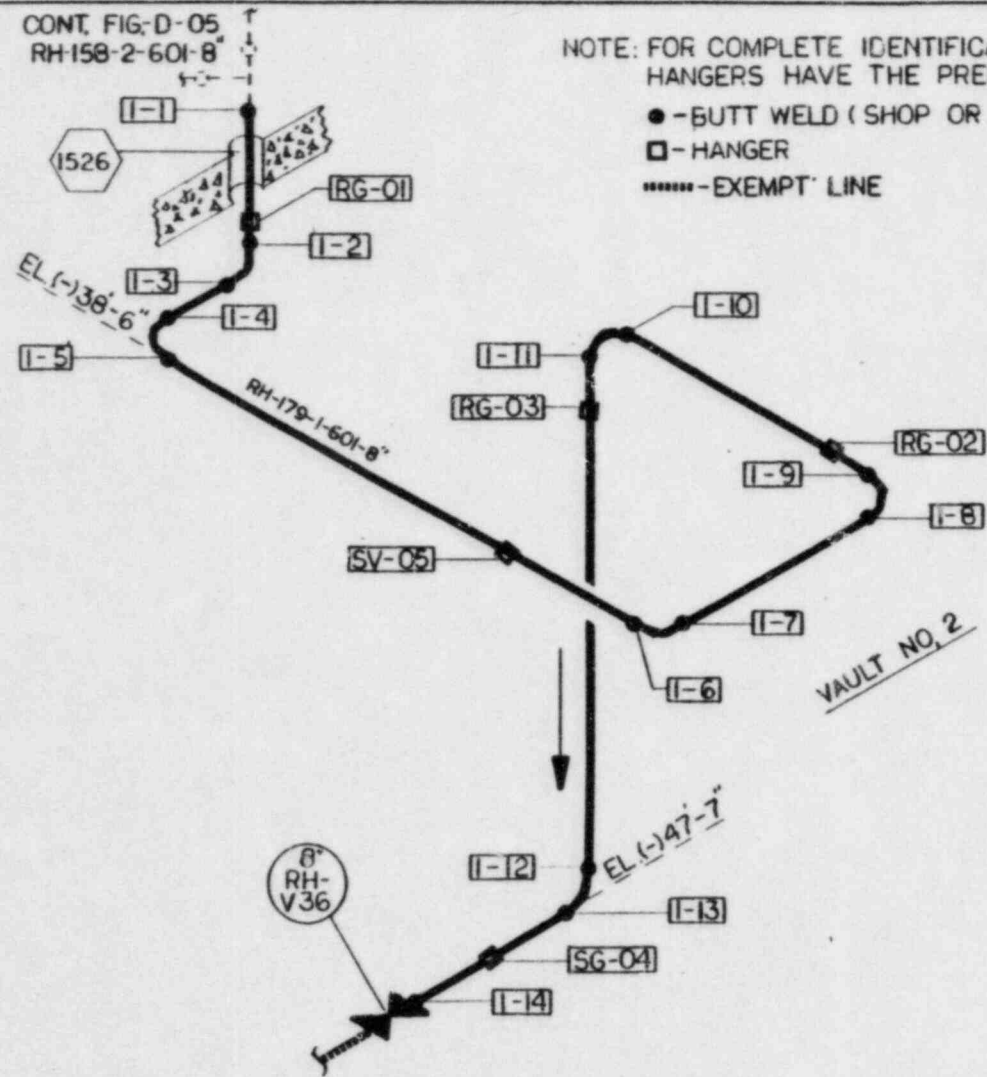 CONT. FIG-D-05
RH-158-2-601-8"
NOTE: FOR COMPLETE IDENTIFICA
HANGERS HAVE THE PRE
● - BUTT WELD (SHOP OR
□ - HANGER
- EXEMPT LINE
1-1
1526
RG-01
1-2
1-3
EL.(-)38'-6"
1-4
1-5
RH-179-1-601-8"
1-10
1-11
RG-03
RG-02
1-9
1-8
SV-05
1-7
1-6
VAULT NO. 2
1-12
EL.(-)47'-7"
8"
RH-
V36
1-13
SG-04
1-14